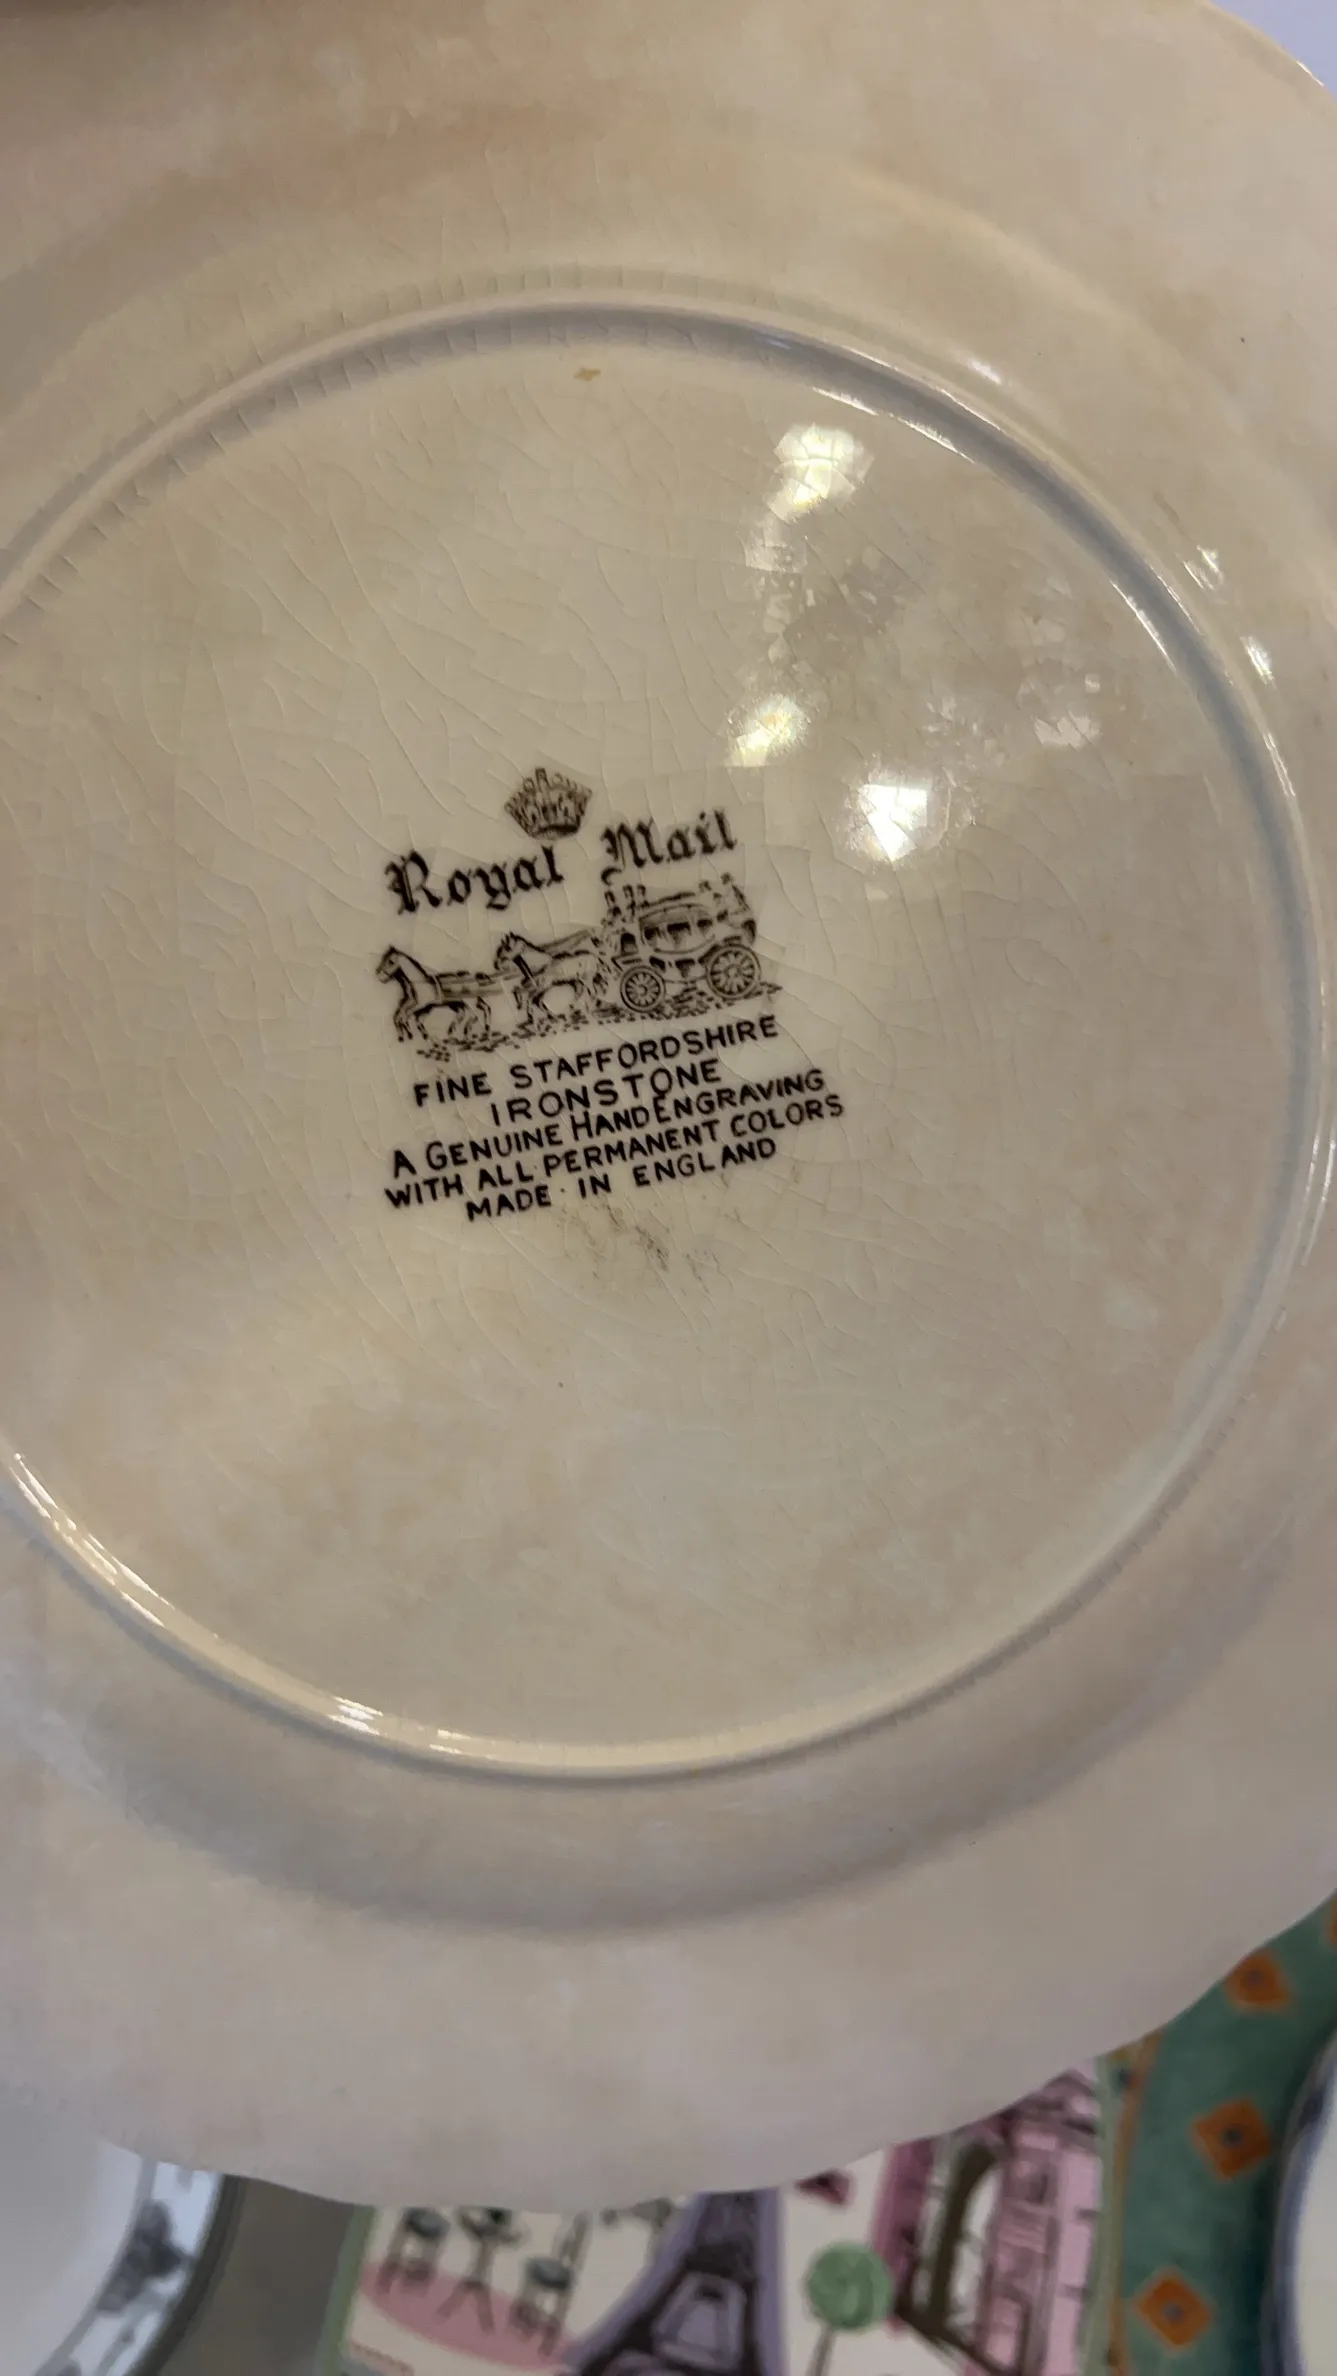 Royal Mail
FINE STAFFORDSHIRE
IRONSTONE
A GENUINE HAND ENGRAVING
WITH ALL PERMANENT COLORS
MADE IN ENGLAND